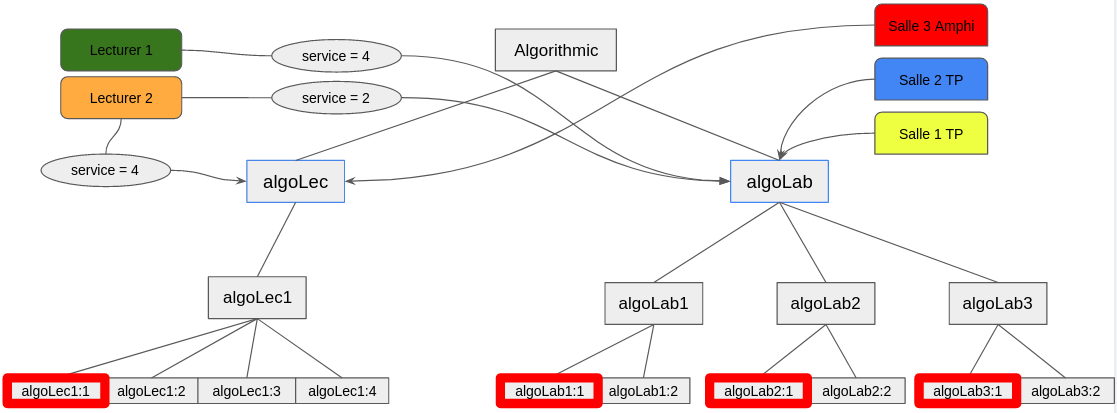 Salle 3 Amphi
Lecturer 1
service = 4
Algorithmic
Salle 2 TP
Lecturer 2
service = 2
Salle 1 TP
service = 4
algoLec
algoLab
algoLec1
algoLab1
algoLab2
algoLab3
algoLec1:1
algoLec1:2
algoLec1:3
algoLec1:4
algoLab1:1
algoLab1:2
algoLab2:1
algoLab2:2
algoLab3:1
algoLab3:2